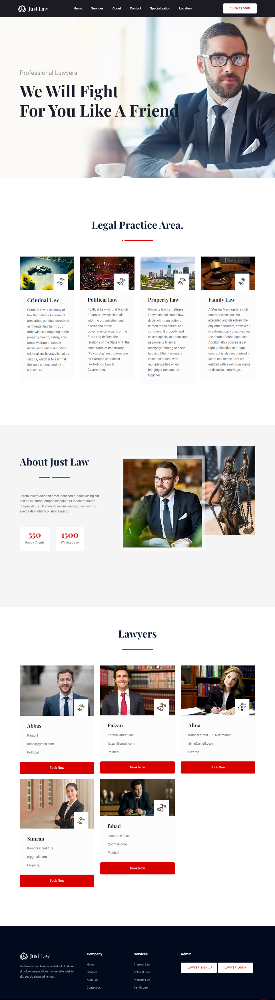 Just Law
Home Services About Contact Specialization Location
CLIENT LOGIN
Professional Lawyers
We Will Fight
For You Like A Friend
Legal Practice Area.
Criminal Law
Criminal law is the body of
law that relates to crime. It
prescribes conduct perceived
as threatening, harmful, or
otherwise endangering to the
property, health, safety, and
moral welfare of people
inclusive of one's self. Most
criminal law is established by
statute, which is to say that
the laws are enacted by a
legislature.
Political Law
Political Law—is that branch
of public law which deals
with the organization and
operations of the
governmental organs of the
State and defines the
relations of the State with the
inhabitants of its territory.
"Pay-to-play" restrictions are
an example of political
law.Politics, Law &
Government.
Property Law
Property law, sometimes
known as real estate law,
deals with transactions
related to residential and
commercial property and
covers specialist areas such
as property finance,
mortgage lending or social
housing.Multi-tasking is
essential to deal with
multiple parties when
bringing a transaction
together.
Divorce
Family
Family Law
A Muslim Marriage is a civil
contract which can be
executed and dissolved like
any other contract, however it
is automatically dissolved on
the death of either spouses.
Additionally spouses legal
right to dissolve marriage
contract is also recognized in
Islam and hence both are
entitled with a religious rights
to dissolve a marriage.
About Just Law
Lorem ipsum dolor sit amet, consectetur adipisicing elit,
sed do eiusmod tempor incididunt ut labore et dolore
magna aliqua. Ut enim ad minim veniam, quis nostrud
exercitation ullamco laboris nisi ut.
550
Happy Clients
1500
Wining Case
Lawyers
Abbas
Karachi
abbas@gmail.com
Political
Book Now
Faizan
Karachi street 102
faizan@gmail.com
Political
Book Now
Alina
Karachi street 106 Nazimabad
alina@gmail.com
Divorce
Book Now
Simran
Karachi street 102
s@gmail.com
Property
Book Now
fahad
shahrah e faisal
f@gmail.com
Political
Book Now
Just Law
Seddo eiusmod tempor incididunt ut labore
et dolore magna aliqua. consectetur pisicin
elit, sed do eiusmod tempor.
Company
Home
Services
About Us
Contact Us
Services
Criminal Law
Political Law
Property Law
Family Law
Admin
LAWYER SIGN UP
LAWYER LOGIN